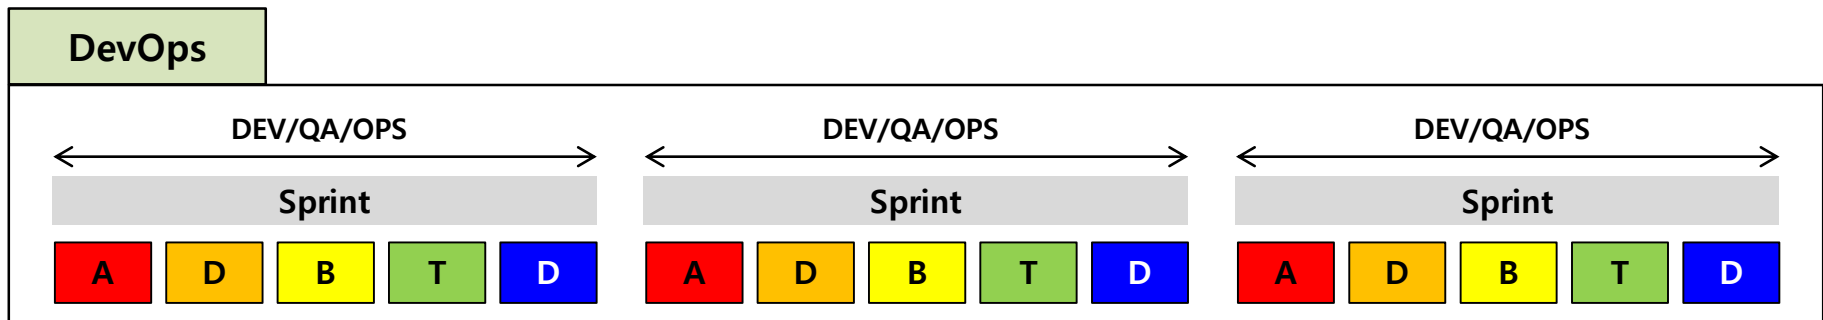 DevOps
DEV/QA/OPS DEV/QA/OPS DEV/QA/OPS
Sprint Sprint Sprint
A D B T D A D B T D A D B T D